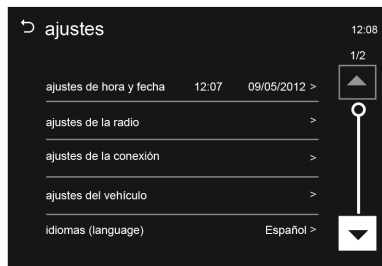 ajustes 12:08
1/2
ajustes de hora y fecha 12:07 09/05/2012 >
ajustes de la radio >
ajustes de la conexión >
ajustes del vehículo >
idiomas (language) Español >